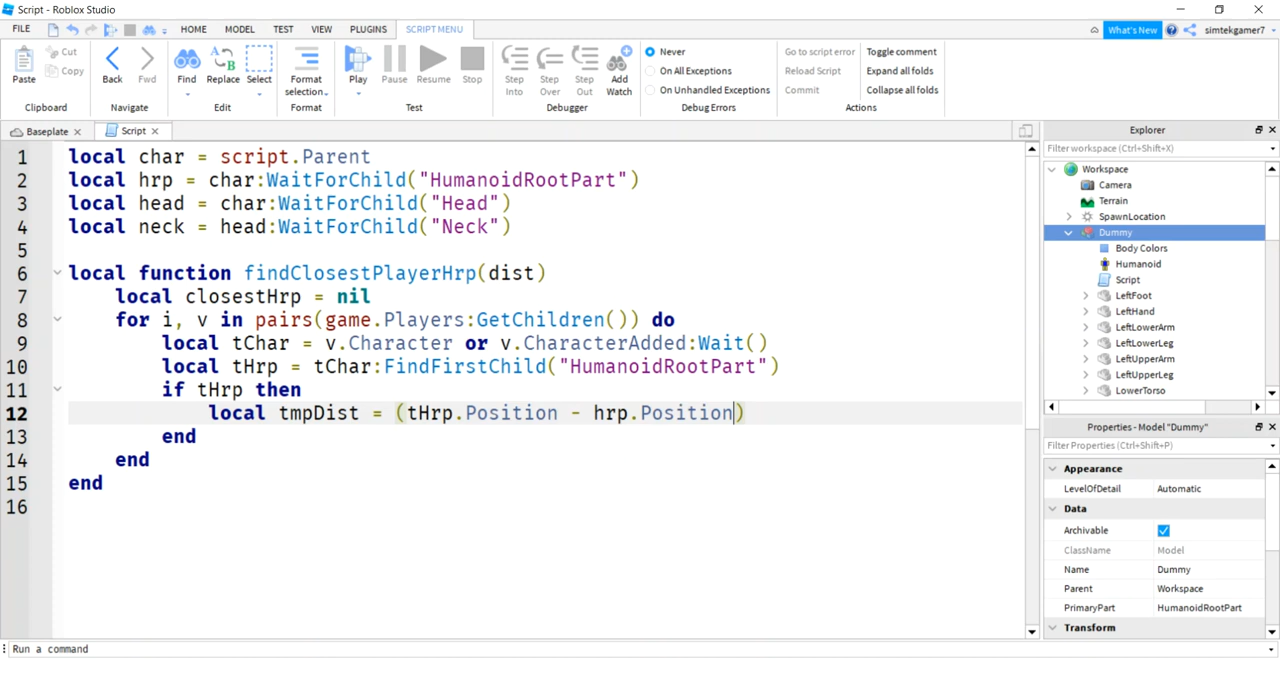 Script - Roblox Studio
FILE HOME MODEL TEST VIEW PLUGINS SCRIPT MENU What's New simtekgamer7
Paste Cut Copy Back Fwd Find Replace Select Format selection Play Pause Resume Stop Step Into Step Over Step Out Add Watch
Never
On All Exceptions
On Unhandled Exceptions
Go to script error
Reload Script
Commit
Toggle comment
Expand all folds
Collapse all folds
Clipboard Navigate Edit Format Test Debugger Debug Errors Actions
Baseplate Script
1 local char = script.Parent
2 local hrp = char:WaitForChild("HumanoidRootPart")
3 local head = char:WaitForChild("Head")
4 local neck = head:WaitForChild("Neck")
5
6 local function findClosestPlayerHrp(dist)
7 local closestHrp = nil
8 for i, v in pairs(game.Players:GetChildren()) do
9 local tChar = v.Character or v.CharacterAdded:Wait()
10 local tHrp = tChar:FindFirstChild("HumanoidRootPart")
11 if tHrp then
12 local tmpDist = (tHrp.Position - hrp.Position)
13 end
14 end
15 end
16
Explorer
Filter workspace (Ctrl+Shift+X)
Workspace
Camera
Terrain
SpawnLocation
Dummy
Body Colors
Humanoid
Script
LeftFoot
LeftHand
LeftLowerArm
LeftLowerLeg
LeftUpperArm
LeftUpperLeg
LowerTorso
Properties - Model "Dummy"
Filter Properties (Ctrl+Shift+P)
Appearance
LevelOfDetail Automatic
Data
Archivable
ClassName Model
Name Dummy
Parent Workspace
PrimaryPart HumanoidRootPart
Transform
Run a command